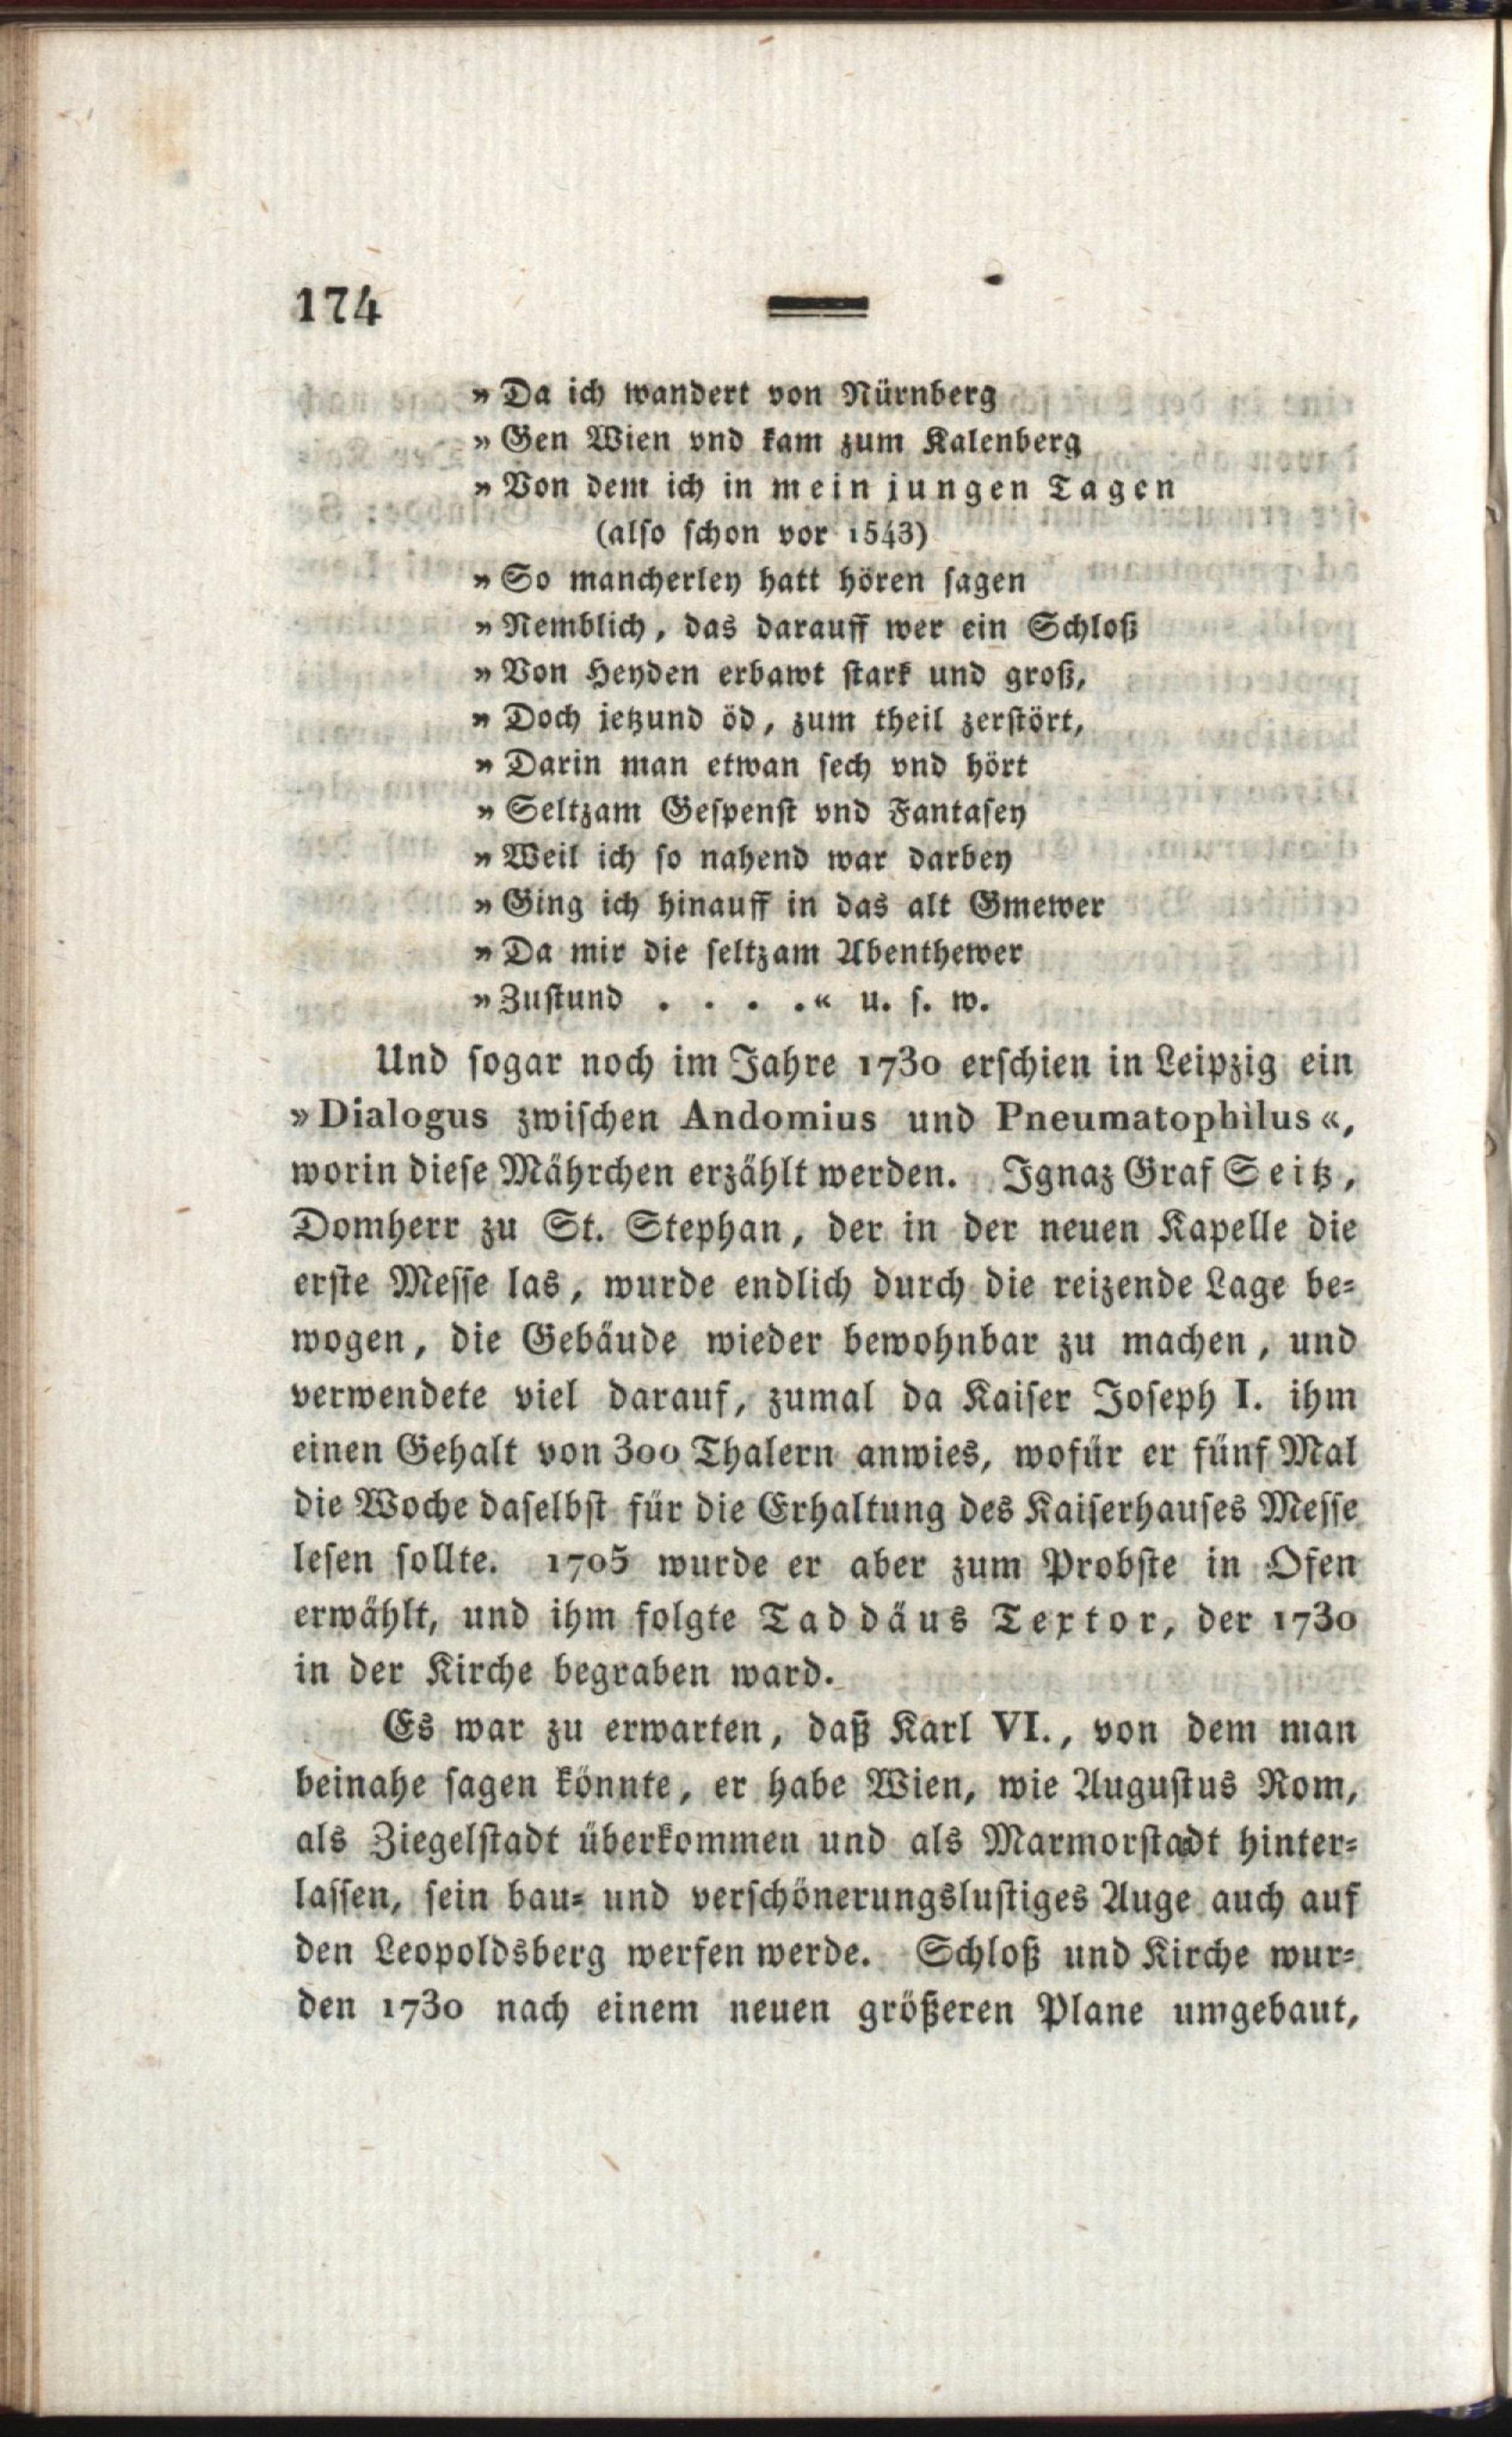 174
» Da ich wandert von Nürnberg
» Gen Wien vnd kam zum Kalenberg
» Von dem ich in mein jungen Tagen
(also schon vor 1543)
» So mancherley hatt hören sagen
» Nemblich, das darauff wer ein Schloß
» Von Heyden erbawt stark und groß,
» Doch jetzund öd, zum theil zerstört,
» Darin man etwan sech vnd hört
» Seltzam Gespenst vnd Fantasey
» Weil ich so nahend war darbey
» Ging ich hinauff in das alt Gmewer
» Da mir die seltzam Abenthewer
» Zustund . . . .« u. s. w.
Und sogar noch im Jahre 1730 erschien in Leipzig ein
» Dialogus zwischen Andomius und Pneumatophilus «,
worin diese Mährchen erzählt werden. Ignaz Graf Seitz,
Domherr zu St. Stephan, der in der neuen Kapelle die
erste Messe las, wurde endlich durch die reizende Lage be-
wogen, die Gebäude wieder bewohnbar zu machen, und
verwendete viel darauf, zumal da Kaiser Joseph I. ihm
einen Gehalt von 300 Thalern anwies, wofür er fünf Mal
die Woche daselbst für die Erhaltung des Kaiserhauses Messe
lesen sollte. 1705 wurde er aber zum Probste in Ofen
erwählt, und ihm folgte Taddäus Textor, der 1730
in der Kirche begraben ward.
Es war zu erwarten, daß Karl VI., von dem man
beinahe sagen könnte, er habe Wien, wie Augustus Rom,
als Ziegelstadt überkommen und als Marmorstadt hinter-
lassen, sein bau- und verschönerungslustiges Auge auch auf
den Leopoldsberg werfen werde. Schloß und Kirche wur-
den 1730 nach einem neuen größeren Plane umgebaut,